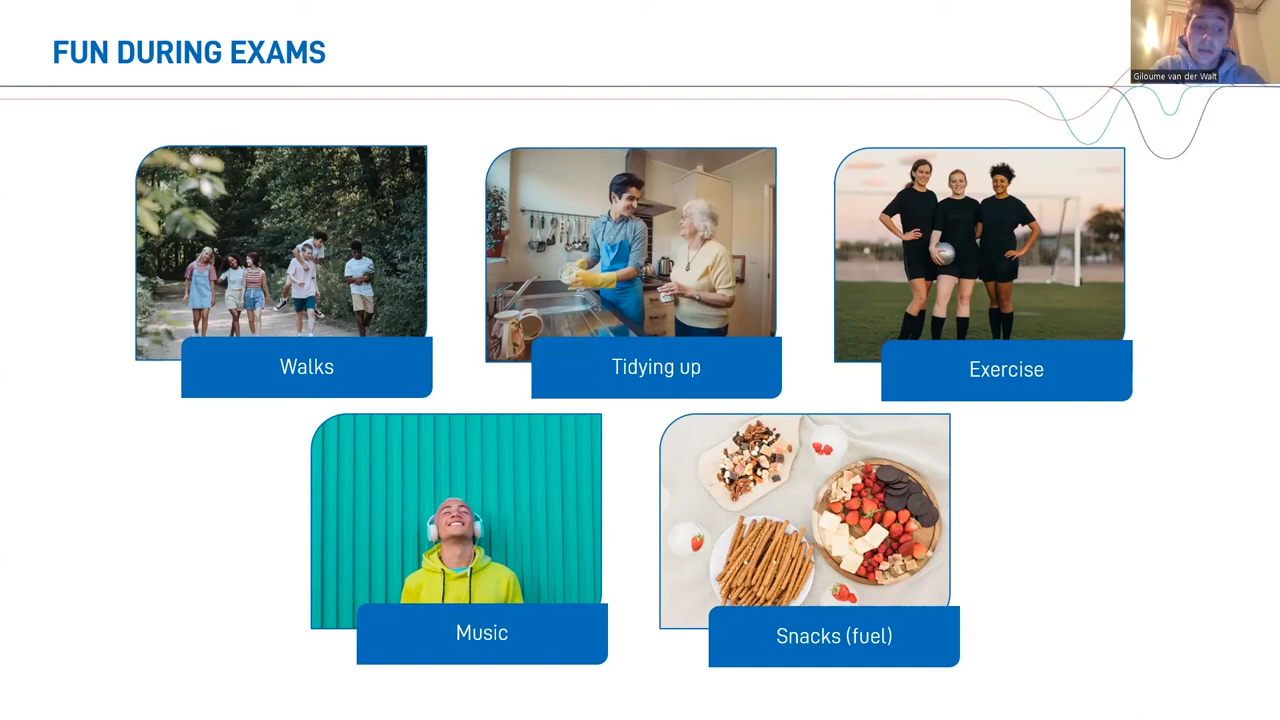 FUN DURING EXAMS
Giloume van der Walt
Walks
Tidying up
Exercise
Music
Snacks (fuel)